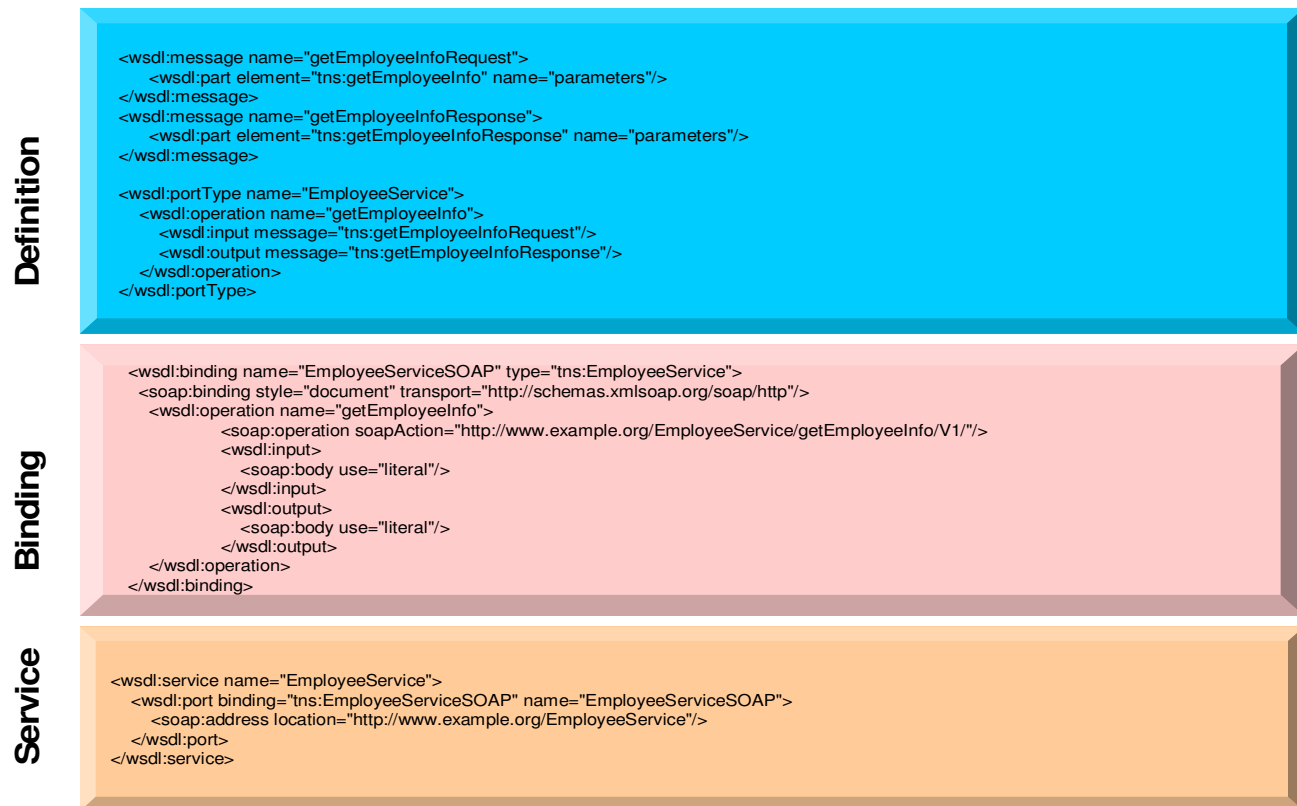 Definition
<wsdl:message name="getEmployeeInfoRequest">
<wsdl:part element="tns:getEmployeeInfo" name="parameters"/>
</wsdl:message>
<wsdl:message name="getEmployeeInfoResponse">
<wsdl:part element="tns:getEmployeeInfoResponse" name="parameters"/>
</wsdl:message>
<wsdl:portType name="EmployeeService">
<wsdl:operation name="getEmployeeInfo">
<wsdl:input message="tns:getEmployeeInfoRequest"/>
<wsdl:output message="tns:getEmployeeInfoResponse"/>
</wsdl:operation>
</wsdl:portType>
Binding
<wsdl:binding name="EmployeeServiceSOAP" type="tns:EmployeeService">
<soap:binding style="document" transport="http://schemas.xmlsoap.org/soap/http"/>
<wsdl:operation name="getEmployeeInfo">
<soap:operation soapAction="http://www.example.org/EmployeeService/getEmployeeInfo/V1/"/>
<wsdl:input>
<soap:body use="literal"/>
</wsdl:input>
<wsdl:output>
<soap:body use="literal"/>
</wsdl:output>
</wsdl:operation>
</wsdl:binding>
Service
<wsdl:service name="EmployeeService">
<wsdl:port binding="tns:EmployeeServiceSOAP" name="EmployeeServiceSOAP">
<soap:address location="http://www.example.org/EmployeeService"/>
</wsdl:port>
</wsdl:service>